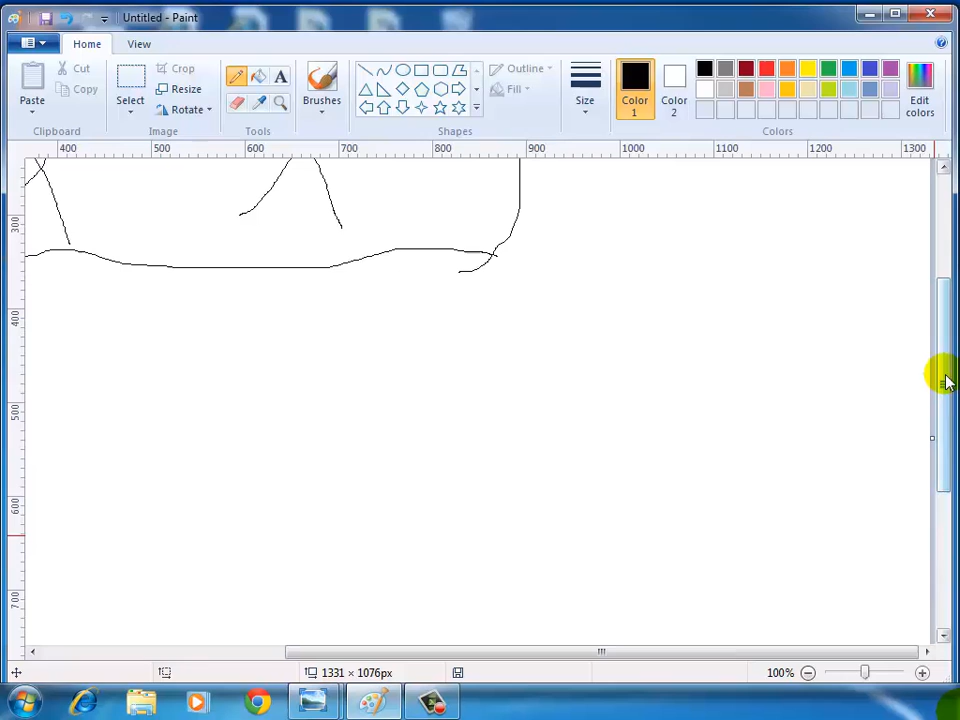 Untitled - Paint
Home View
Paste
Cut
Copy
Clipboard
Select
Crop
Resize
Rotate
Image
A
Tools
Brushes
Outline
Fill
Shapes
Size
Color 1
Color 2
Edit colors
Colors
400 500 600 700 800 900 1000 1100 1200 1300
300
400
500
600
700
1331 × 1076px
100%